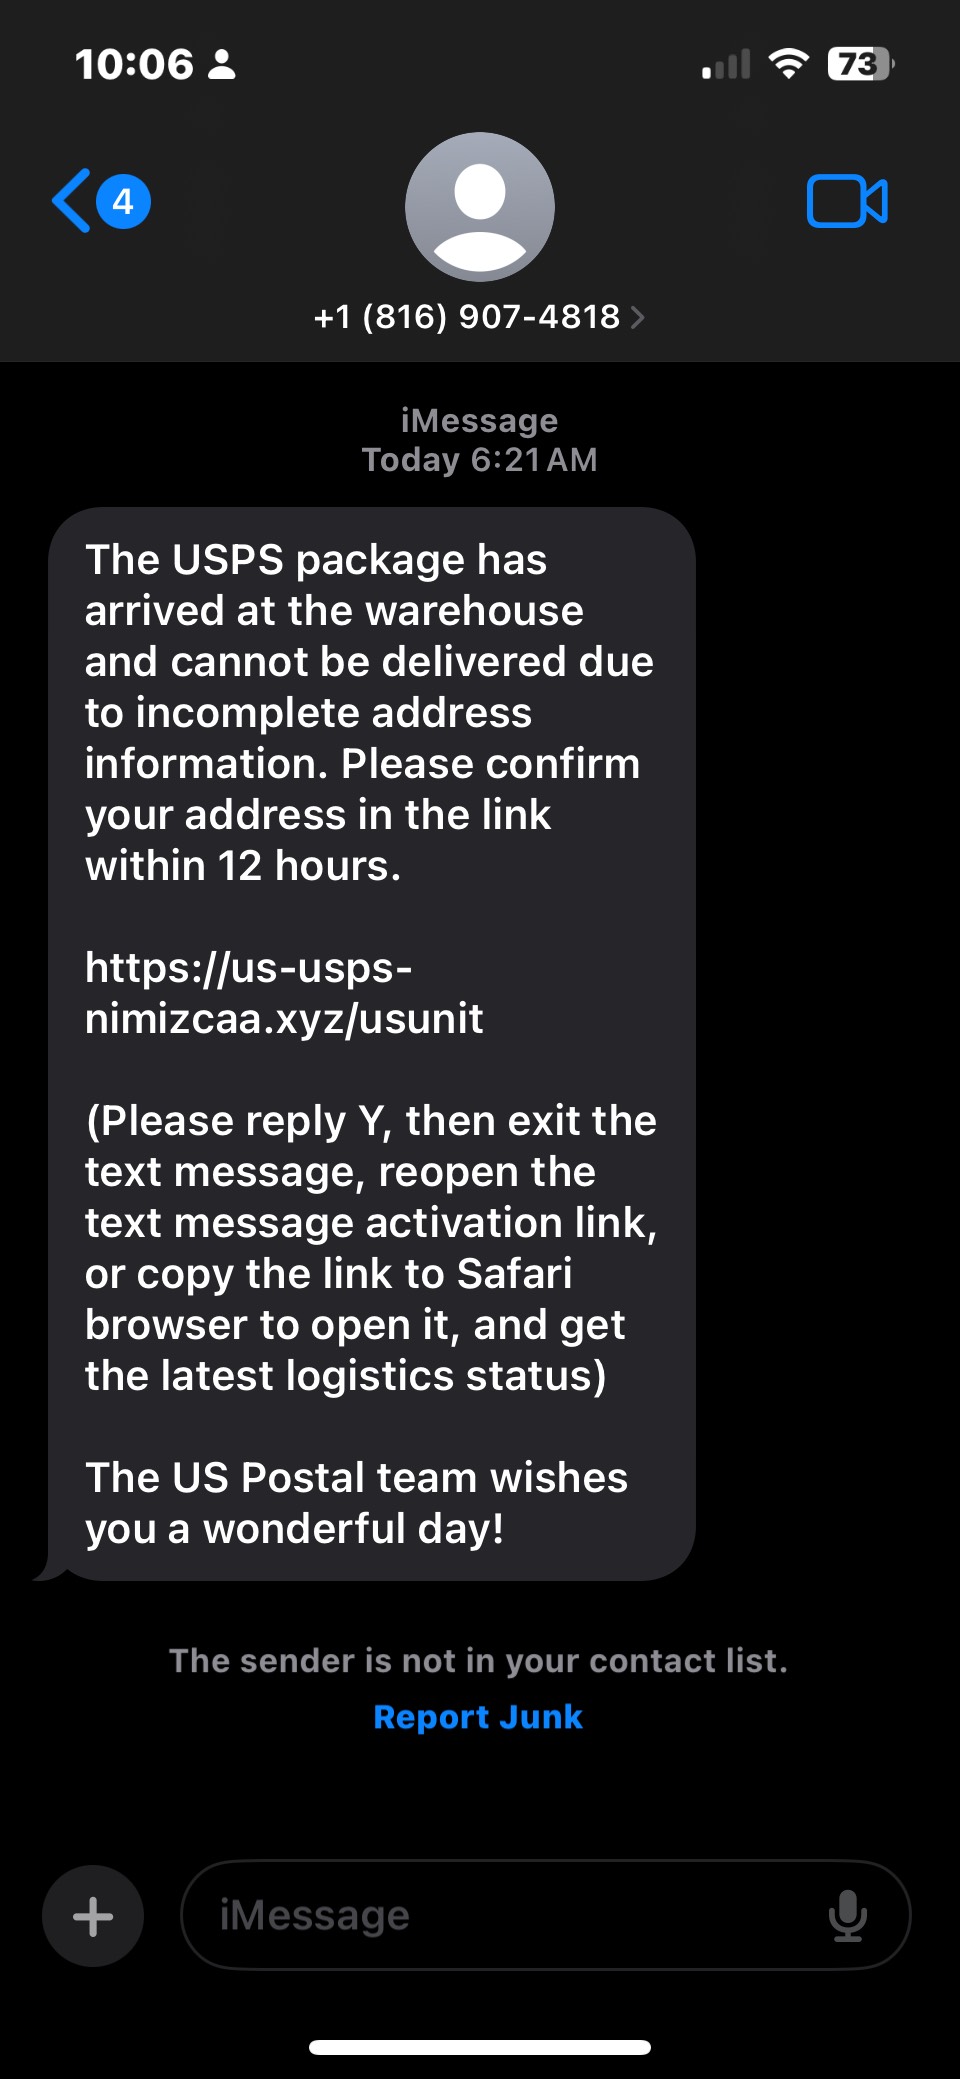 10:06
73
4
+1 (816) 907-4818
iMessage
Today 6:21 AM
The USPS package has
arrived at the warehouse
and cannot be delivered due
to incomplete address
information. Please confirm
your address in the link
within 12 hours.
https://us-usps-
nimizcaa.xyz/usunit
(Please reply Y, then exit the
text message, reopen the
text message activation link,
or copy the link to Safari
browser to open it, and get
the latest logistics status)
The US Postal team wishes
you a wonderful day!
The sender is not in your contact list.
Report Junk
iMessage